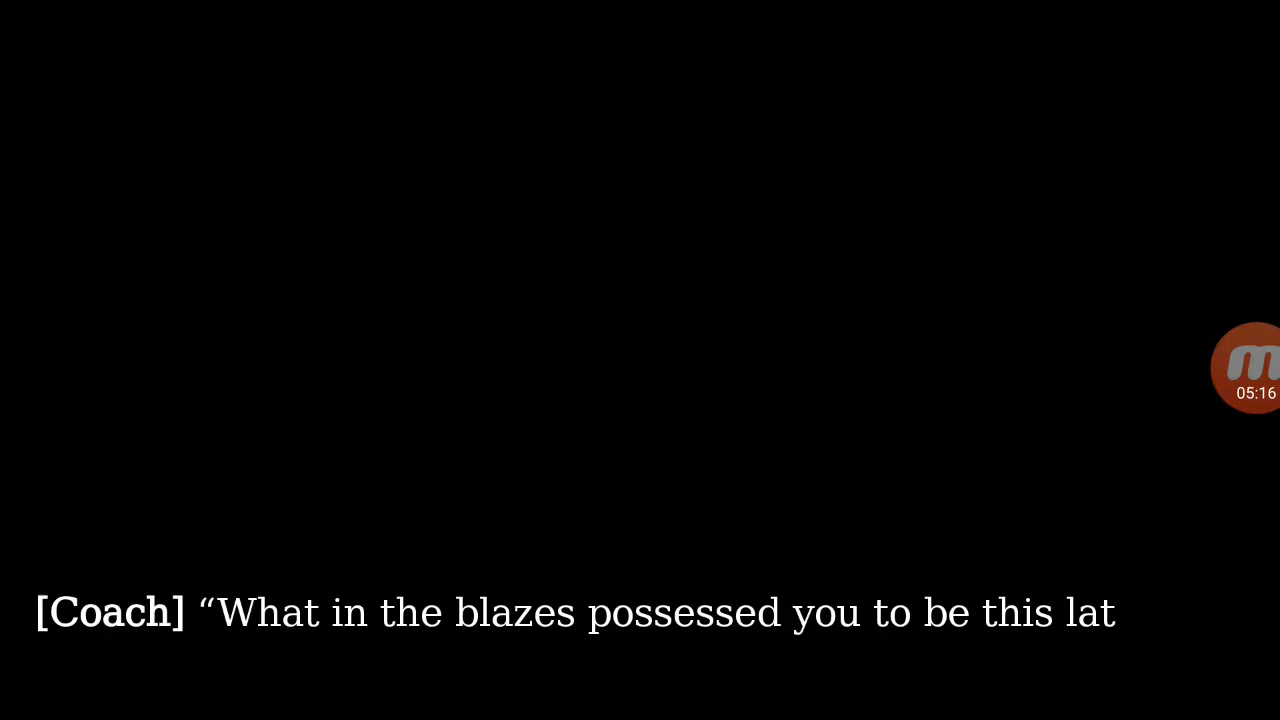 [Coach] “What in the blazes possessed you to be this lat
05:16